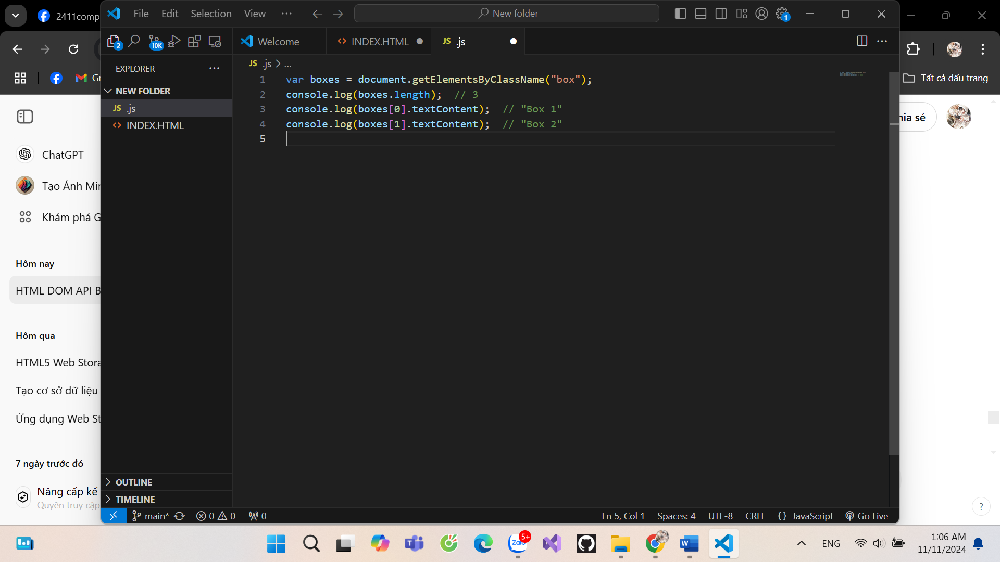 2411comp
File Edit Selection View
New folder
1
2
10K
Welcome
INDEX.HTML
JS .js
EXPLORER
JS .js > ...
NEW FOLDER
JS .js
INDEX.HTML
1 var boxes = document.getElementsByClassName("box");
2 console.log(boxes.length);  // 3
3 console.log(boxes[0].textContent);  // "Box 1"
4 console.log(boxes[1].textContent);  // "Box 2"
5
Tất cả dấu trang
hia sẻ
ChatGPT
Tạo Ảnh
Khám phá G
Hôm nay
HTML DOM API B
Hôm qua
HTML5 Web Stora
Tạo cơ sở dữ liệu
Ứng dụng Web St
7 ngày trước đó
Nâng cấp kế
Quyền truy cập
OUTLINE
TIMELINE
main* 0 0 0
Ln 5, Col 1 Spaces: 4 UTF-8 CRLF {} JavaScript Go Live
?
5+
Zalo
ENG
1:06 AM
11/11/2024